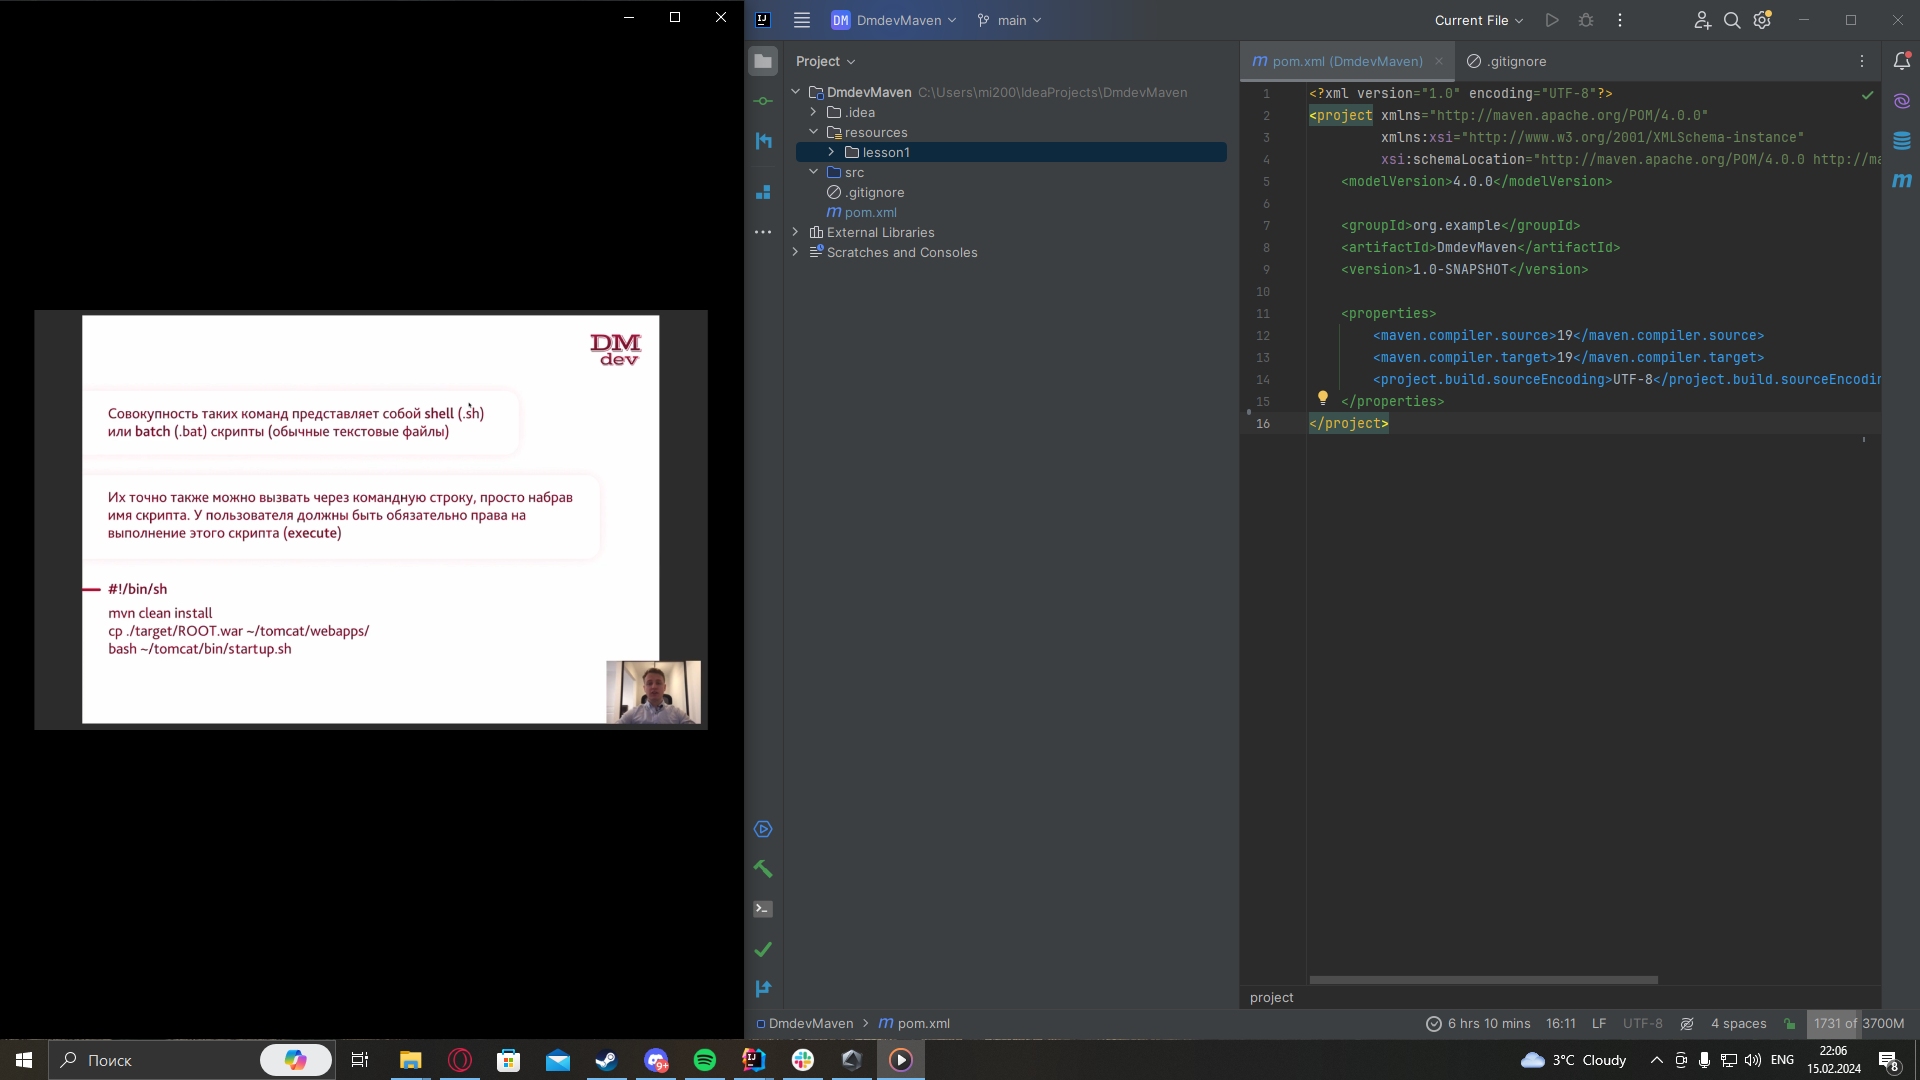 DM
dev
Совокупность таких команд представляет собой shell (.sh)
или batch (.bat) скрипты (обычные текстовые файлы)
Их точно также можно вызвать через командную строку, просто набрав
имя скрипта. У пользователя должны быть обязательно права на
выполнение этого скрипта (execute)
#!/bin/sh
mvn clean install
cp ./target/ROOT.war ~/tomcat/webapps/
bash ~/tomcat/bin/startup.sh
IJ
DM DmdevMaven
main
Current File
Project
DmdevMaven C:\Users\mi200\IdeaProjects\DmdevMaven
.idea
resources
lesson1
src
.gitignore
m pom.xml
External Libraries
Scratches and Consoles
m pom.xml (DmdevMaven)
.gitignore
1 <?xml version="1.0" encoding="UTF-8"?>
2 <project xmlns="http://maven.apache.org/POM/4.0.0"
3 xmlns:xsi="http://www.w3.org/2001/XMLSchema-instance"
4 xsi:schemaLocation="http://maven.apache.org/POM/4.0.0 http://ma
5 <modelVersion>4.0.0</modelVersion>
6
7 <groupId>org.example</groupId>
8 <artifactId>DmdevMaven</artifactId>
9 <version>1.0-SNAPSHOT</version>
10
11 <properties>
12 <maven.compiler.source>19</maven.compiler.source>
13 <maven.compiler.target>19</maven.compiler.target>
14 <project.build.sourceEncoding>UTF-8</project.build.sourceEncodin
15 </properties>
16 </project>
m
project
DmdevMaven > m pom.xml
6 hrs 10 mins 16:11 LF UTF-8 4 spaces 1731 of 3700M
Поиск
9+
IJ
3°C Cloudy
ENG
22:06
15.02.2024
8